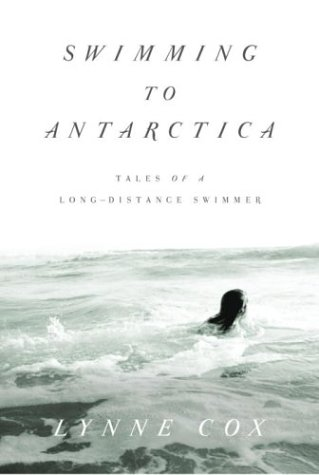 SWIMMING
TO
ANTARCTICA
TALES OF A
LONG-DISTANCE SWIMMER
LYNNE COX